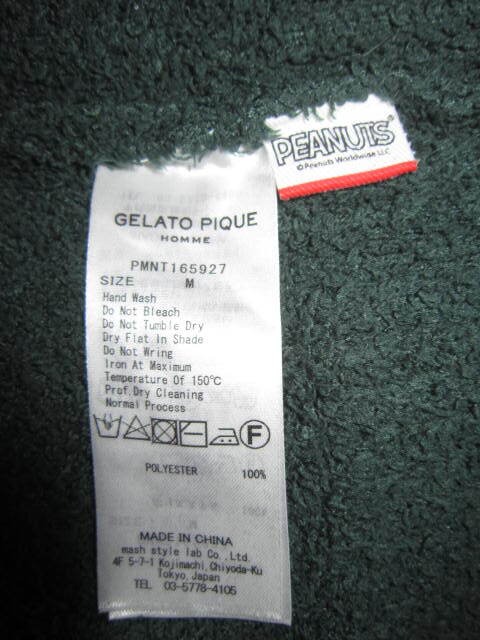 PEANUTS®
© Peanuts Worldwide LLC
GELATO PIQUE
HOMME
PMNT165927
SIZE M
Hand Wash
Do Not Bleach
Do Not Tumble Dry
Dry Flat In Shade
Do Not Wring
Iron At Maximum
Temperature Of 150℃
Prof.Dry Cleaning
Normal Process
F
POLYESTER 100%
MADE IN CHINA
mash style lab Co.,Ltd.
4F 5-7-1 Kojimachi,Chiyoda-Ku
Tokyo,Japan
TEL 03-5778-4105